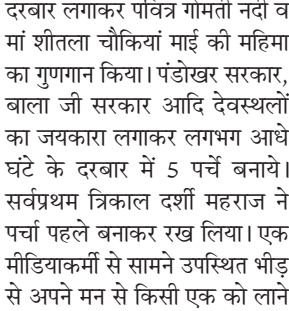 दरबार लगाकर पवित्र गोमती नदी व
मां शीतला चौकियां माई की महिमा
का गुणगान किया। पंडोखर सरकार,
बाला जी सरकार आदि देवस्थलों
का जयकारा लगाकर लगभग आधे
घंटे के दरबार में 5 पर्चे बनाये।
सर्वप्रथम त्रिकाल दर्शी महराज ने
पर्चा पहले बनाकर रख लिया। एक
मीडियाकर्मी से सामने उपस्थित भीड़
से अपने मन से किसी एक को लाने